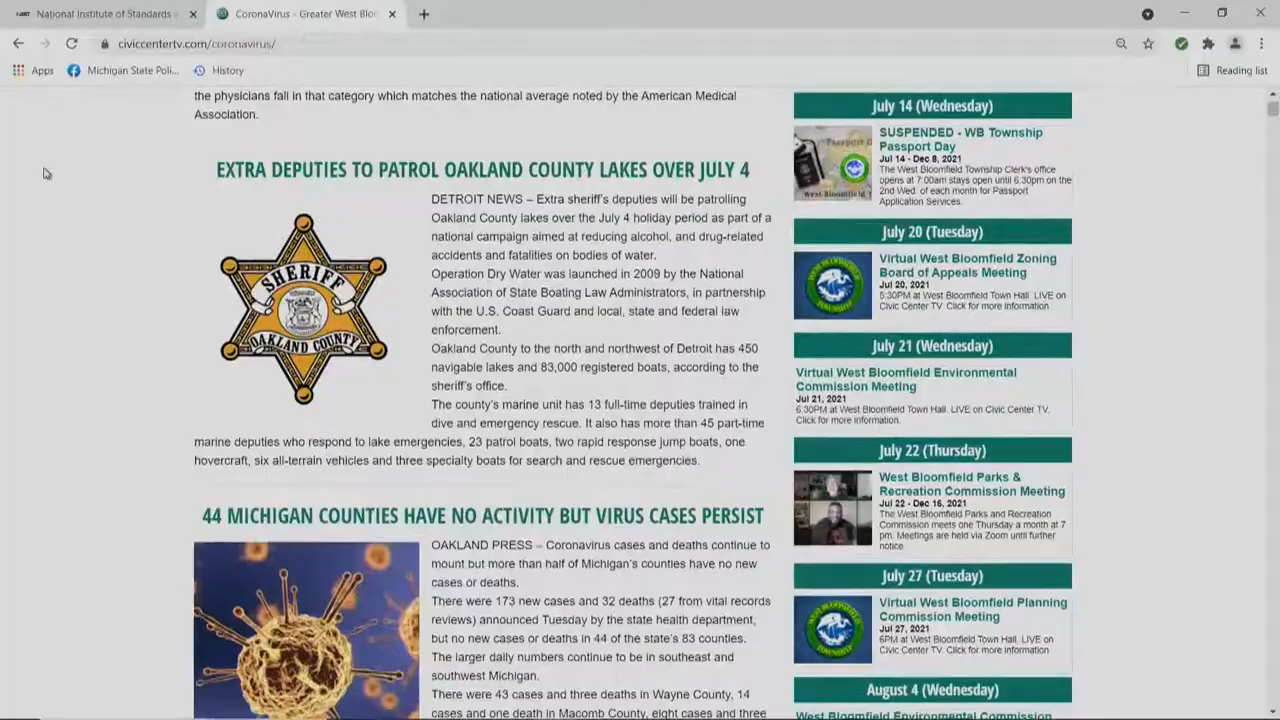 National Institute of Standards
CoronaVirus - Greater West Bloo
civiccentertv.com/coronavirus/
Apps
Michigan State Poli...
History
Reading list
the physicians fall in that category which matches the national average noted by the American Medical
Association.
EXTRA DEPUTIES TO PATROL OAKLAND COUNTY LAKES OVER JULY 4
SHERIFF
OAKLAND COUNTY
DETROIT NEWS – Extra sheriff's deputies will be patrolling
Oakland County lakes over the July 4 holiday period as part of a
national campaign aimed at reducing alcohol, and drug-related
accidents and fatalities on bodies of water.
Operation Dry Water was launched in 2009 by the National
Association of State Boating Law Administrators, in partnership
with the U.S. Coast Guard and local, state and federal law
enforcement.
Oakland County to the north and northwest of Detroit has 450
navigable lakes and 83,000 registered boats, according to the
sheriff's office.
The county's marine unit has 13 full-time deputies trained in
dive and emergency rescue. It also has more than 45 part-time
marine deputies who respond to lake emergencies, 23 patrol boats, two rapid response jump boats, one
hovercraft, six all-terrain vehicles and three specialty boats for search and rescue emergencies.
44 MICHIGAN COUNTIES HAVE NO ACTIVITY BUT VIRUS CASES PERSIST
OAKLAND PRESS – Coronavirus cases and deaths continue to
mount but more than half of Michigan's counties have no new
cases or deaths.
There were 173 new cases and 32 deaths (27 from vital records
reviews) announced Tuesday by the state health department,
but no new cases or deaths in 44 of the state's 83 counties.
The larger daily numbers continue to be in southeast and
southwest Michigan.
There were 43 cases and three deaths in Wayne County, 14
cases and one death in Macomb County, eight cases and three
July 14 (Wednesday)
SUSPENDED - WB Township
Passport Day
Jul 14 - Dec 8, 2021
The West Bloomfield Township Clerk's office
opens at 7:00am stays open until 6:30pm on the
2nd Wed. of each month for Passport
Application Services.
July 20 (Tuesday)
Virtual West Bloomfield Zoning
Board of Appeals Meeting
Jul 20, 2021
5:30PM at West Bloomfield Town Hall. LIVE on
Civic Center TV. Click for more information
July 21 (Wednesday)
Virtual West Bloomfield Environmental
Commission Meeting
Jul 21, 2021
6:30PM at West Bloomfield Town Hall. LIVE on Civic Center TV.
Click for more information.
July 22 (Thursday)
West Bloomfield Parks &
Recreation Commission Meeting
Jul 22 - Dec 16, 2021
The West Bloomfield Parks and Recreation
Commission meets one Thursday a month at 7
pm. Meetings are held via Zoom until further
notice
July 27 (Tuesday)
Virtual West Bloomfield Planning
Commission Meeting
Jul 27, 2021
6PM at West Bloomfield Town Hall. LIVE on
Civic Center TV. Click for more information
August 4 (Wednesday)
West Bloomfield Environmental Commission